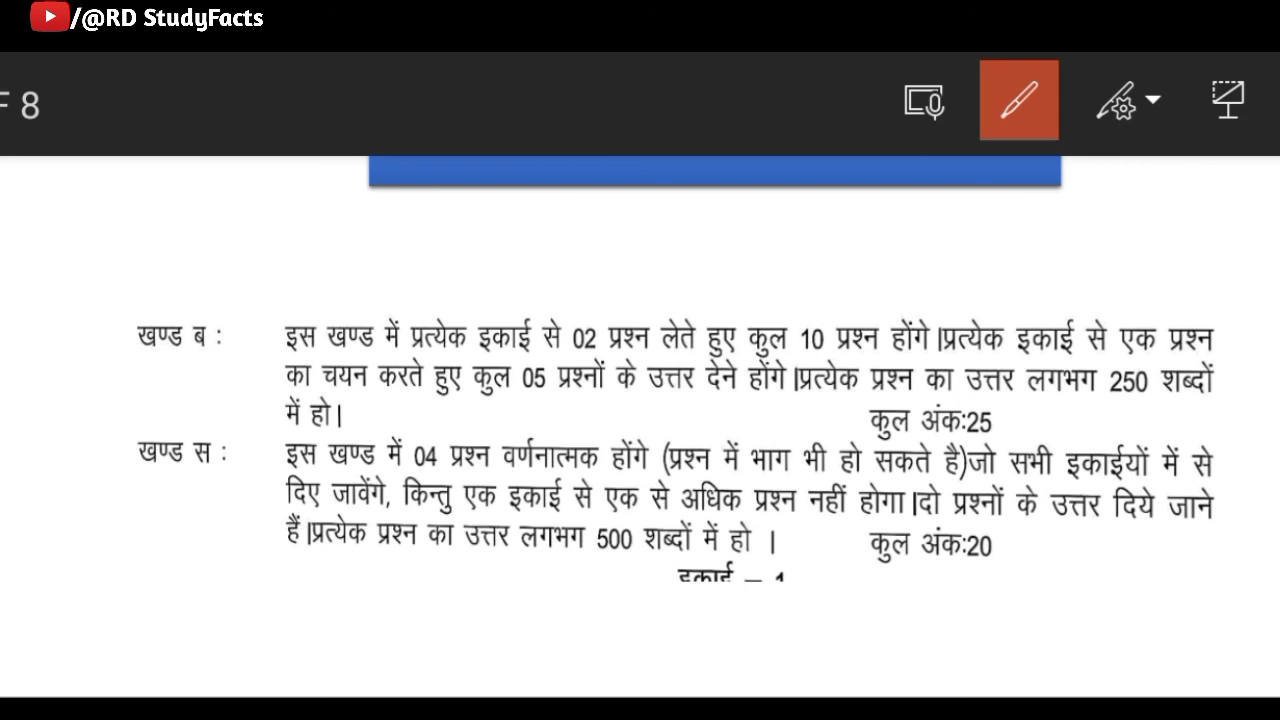 /@RD StudyFacts
F 8
खण्ड ब : इस खण्ड में प्रत्येक इकाई से 02 प्रश्न लेते हुए कुल 10 प्रश्न होंगे |प्रत्येक इकाई से एक प्रश्न
का चयन करते हुए कुल 05 प्रश्नों के उत्तर देने होंगे |प्रत्येक प्रश्न का उत्तर लगभग 250 शब्दों
में हो| कुल अंक:25
खण्ड स : इस खण्ड में 04 प्रश्न वर्णनात्मक होंगे (प्रश्न में भाग भी हो सकते है)जो सभी इकाईयों में से
दिए जावेंगे, किन्तु एक इकाई से एक से अधिक प्रश्न नहीं होगा |दो प्रश्नों के उत्तर दिये जाने
हैं |प्रत्येक प्रश्न का उत्तर लगभग 500 शब्दों में हो | कुल अंक:20
इकाई – 1